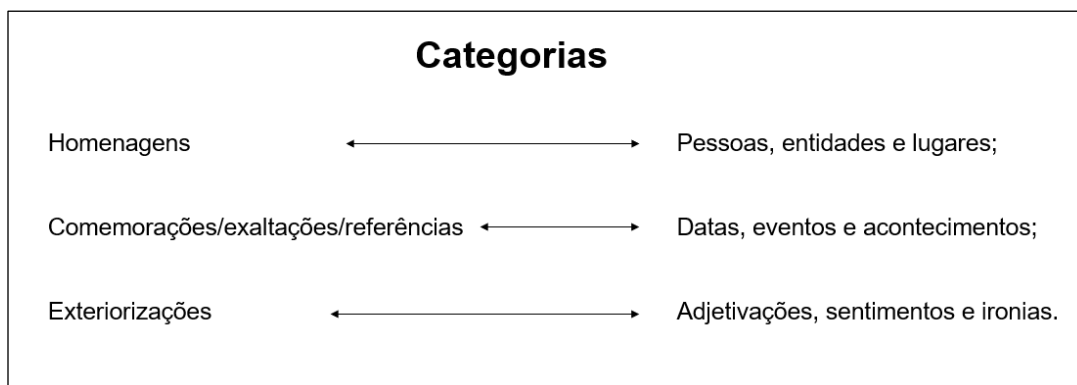 Categorias
Homenagens Pessoas, entidades e lugares;
Comemorações/exaltações/referências Datas, eventos e acontecimentos;
Exteriorizações Adjetivações, sentimentos e ironias.